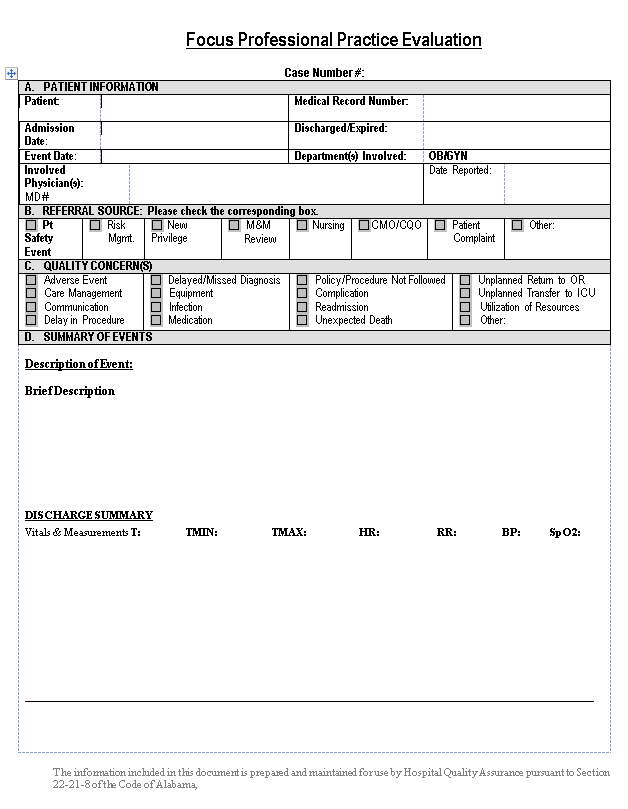 Focus Professional Practice Evaluation
Case Number #:
A. PATIENT INFORMATION
Patient: Medical Record Number:
Admission Date: Discharged/Expired:
Event Date: Department(s) Involved: OB/GYN
Involved Physician(s): Date Reported:
MD#
B. REFERRAL SOURCE: Please check the corresponding box.
Pt Safety Event Risk Mgmt. New Privilege M&M Review Nursing CMO/CQO Patient Complaint Other:
C. QUALITY CONCERN(S)
Adverse Event Delayed/Missed Diagnosis Policy/Procedure Not Followed Unplanned Return to OR
Care Management Equipment Complication Unplanned Transfer to ICU
Communication Infection Readmission Utilization of Resources
Delay in Procedure Medication Unexpected Death Other:
D. SUMMARY OF EVENTS
Description of Event:
Brief Description
DISCHARGE SUMMARY
Vitals & Measurements T: TMIN: TMAX: HR: RR: BP: SpO2:
The information included in this document is prepared and maintained for use by Hospital Quality Assurance pursuant to Section
22-21-8 of the Code of Alabama,